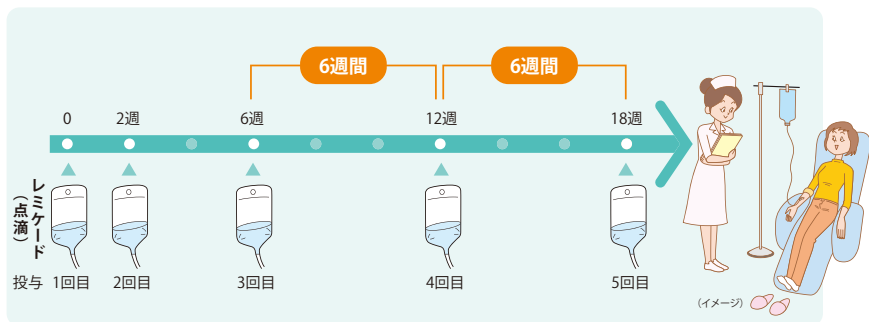 6週間 6週間
0 2週 6週 12週 18週
レミケード
（点滴）
投与 1回目 2回目 3回目 4回目 5回目
（イメージ）